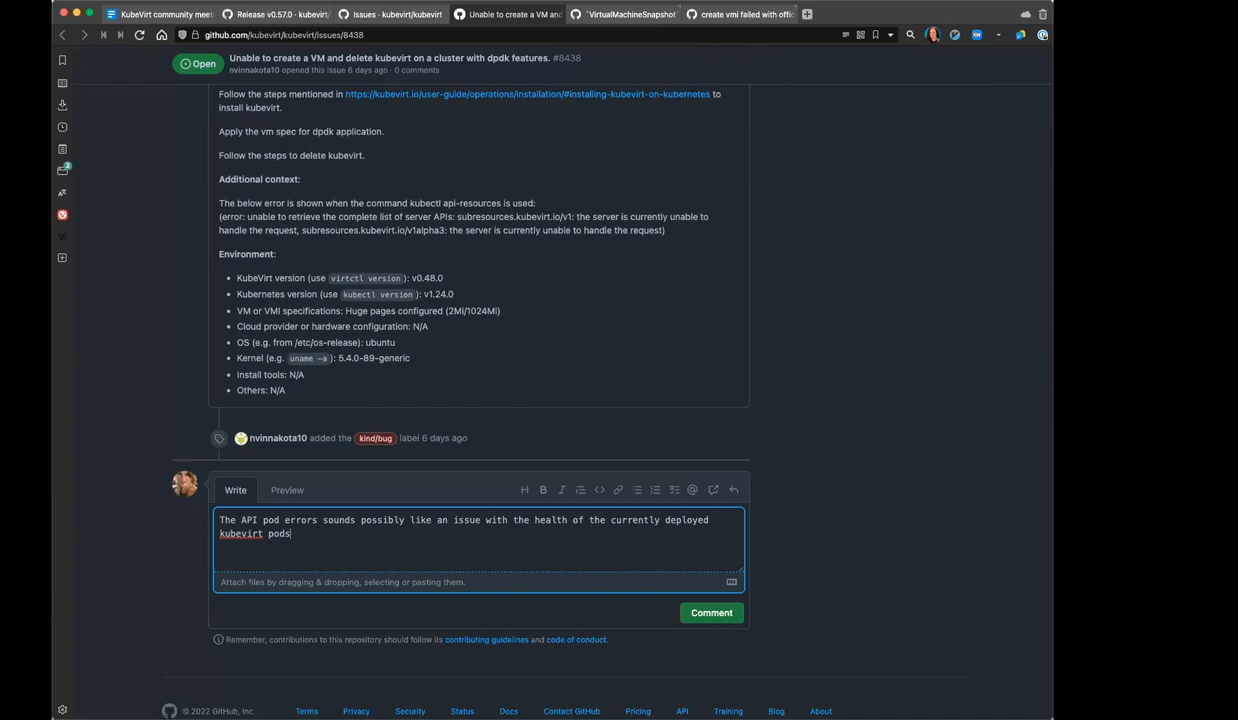 KubeVirt community meet
Release v0.57.0 · kubevirt/
Issues · kubevirt/kubevirt
Unable to create a VM and
`VirtualMachineSnapshot`
create vmi failed with offic
github.com/kubevirt/kubevirt/issues/8438
2
Open
Unable to create a VM and delete kubevirt on a cluster with dpdk features. #8438
nvinnakota10 opened this issue 6 days ago · 0 comments
Follow the steps mentioned in https://kubevirt.io/user-guide/operations/installation/#installing-kubevirt-on-kubernetes to
install kubevirt.
Apply the vm spec for dpdk application.
Follow the steps to delete kubevirt.
Additional context:
The below error is shown when the command kubectl api-resources is used:
(error: unable to retrieve the complete list of server APIs: subresources.kubevirt.io/v1: the server is currently unable to
handle the request, subresources.kubevirt.io/v1alpha3: the server is currently unable to handle the request)
Environment:
• KubeVirt version (use virtctl version): v0.48.0
• Kubernetes version (use kubectl version): v1.24.0
• VM or VMI specifications: Huge pages configured (2Mi/1024Mi)
• Cloud provider or hardware configuration: N/A
• OS (e.g. from /etc/os-release): ubuntu
• Kernel (e.g. uname -a): 5.4.0-89-generic
• Install tools: N/A
• Others: N/A
nvinnakota10 added the kind/bug label 6 days ago
Write
Preview
The API pod errors sounds possibly like an issue with the health of the currently deployed
kubevirt pods
Attach files by dragging & dropping, selecting or pasting them.
Comment
Remember, contributions to this repository should follow its contributing guidelines and code of conduct.
© 2022 GitHub, Inc.
Terms
Privacy
Security
Status
Docs
Contact GitHub
Pricing
API
Training
Blog
About